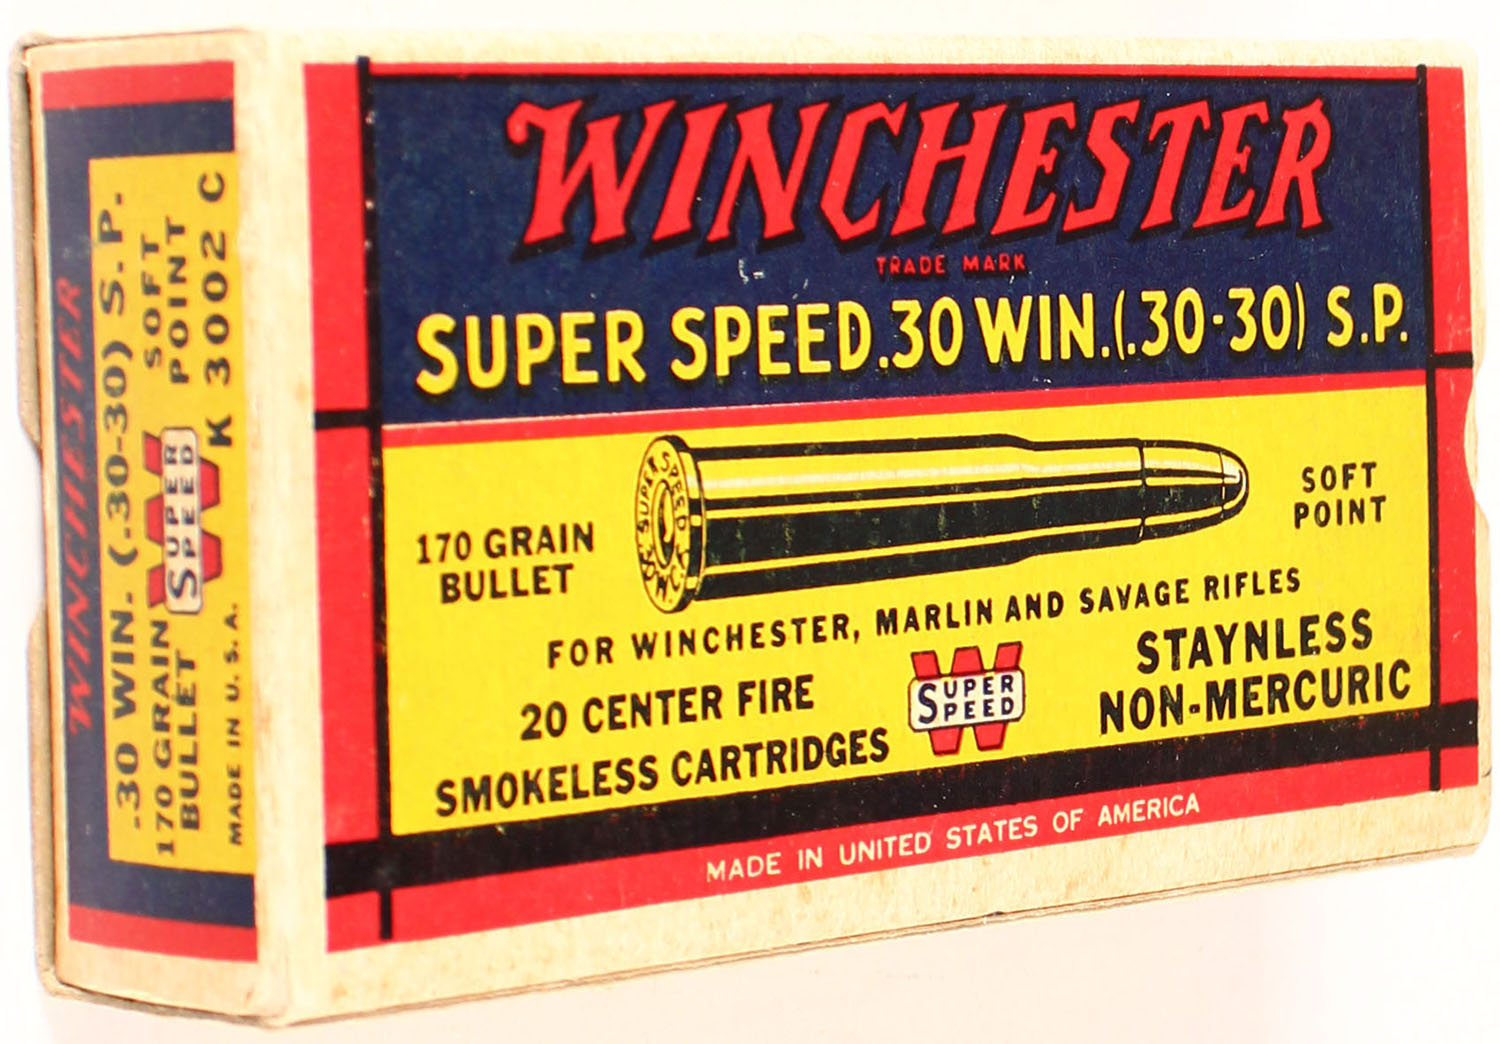 WINCHESTER
TRADE MARK
SUPER SPEED .30 WIN. (.30-30) S.P.
170 GRAIN
BULLET
SUPER SPEED
SOFT
POINT
FOR WINCHESTER, MARLIN AND SAVAGE RIFLES
20 CENTER FIRE
SMOKELESS CARTRIDGES
SUPER
SPEED
STAYNLESS
NON-MERCURIC
MADE IN UNITED STATES OF AMERICA
WINCHESTER
.30 WIN. (.30-30) S.P.
170 GRAIN
BULLET
SUPER
SPEED
SOFT
POINT
MADE IN U.S.A.
K 3002 C